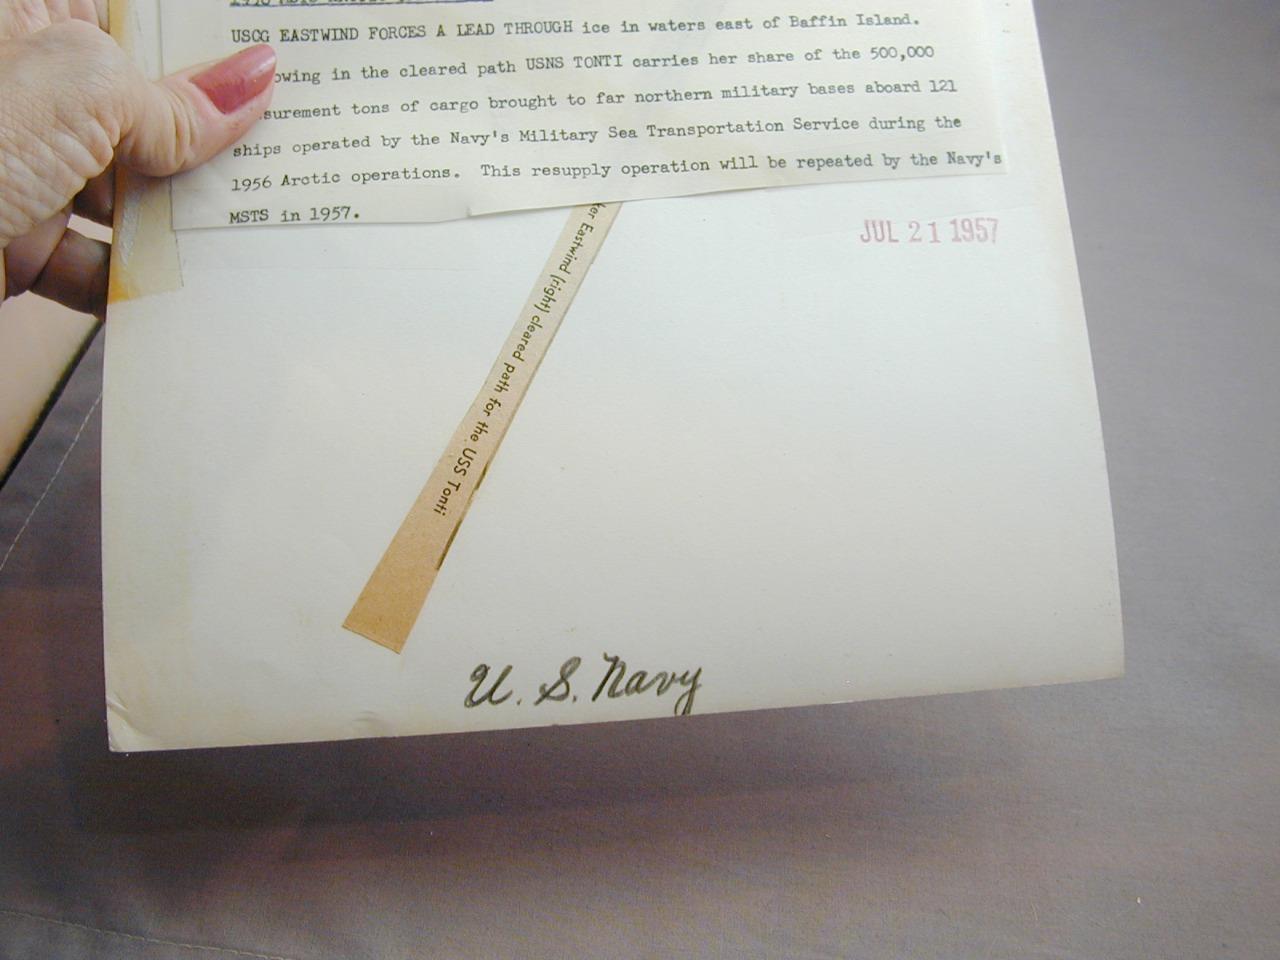 USCG EASTWIND FORCES A LEAD THROUGH ice in waters east of Baffin Island.
owing in the cleared path USNS TONTI carries her share of the 500,000
surement tons of cargo brought to far northern military bases aboard 121
ships operated by the Navy's Military Sea Transportation Service during the
1956 Arctic operations. This resupply operation will be repeated by the Navy's
MSTS in 1957.
JUL 21 1957
ker Eastwind (right) cleared path for the USS Tonti
U. S. Navy